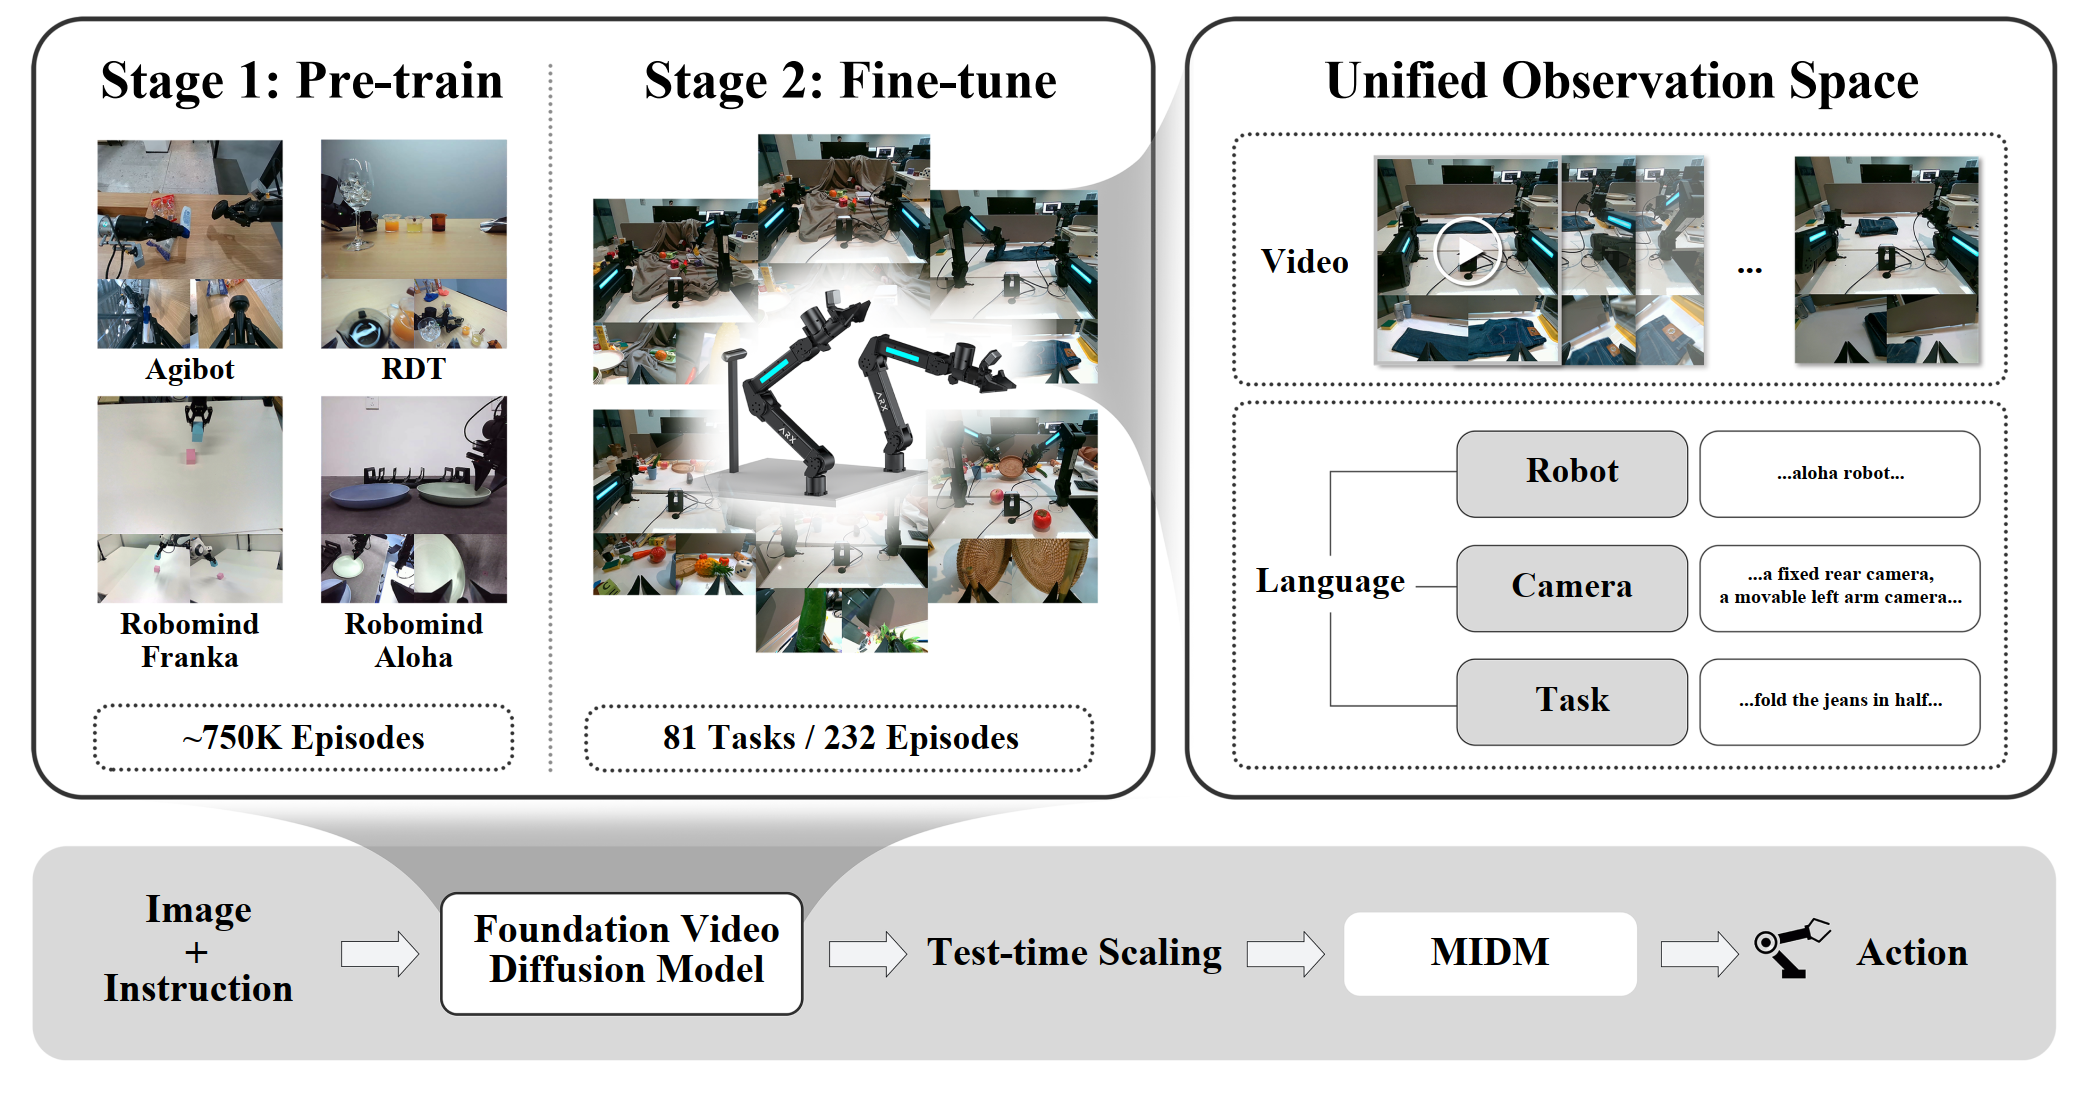 Stage 1: Pre-train
Agibot
RDT
Robomind
Franka
Robomind
Aloha
~750K Episodes
Stage 2: Fine-tune
ARX
ARX
81 Tasks / 232 Episodes
Unified Observation Space
Video
...
Language
Robot
...aloha robot...
Camera
...a fixed rear camera,
a movable left arm camera...
Task
...fold the jeans in half...
Image
+
Instruction
Foundation Video
Diffusion Model
Test-time Scaling
MIDM
Action